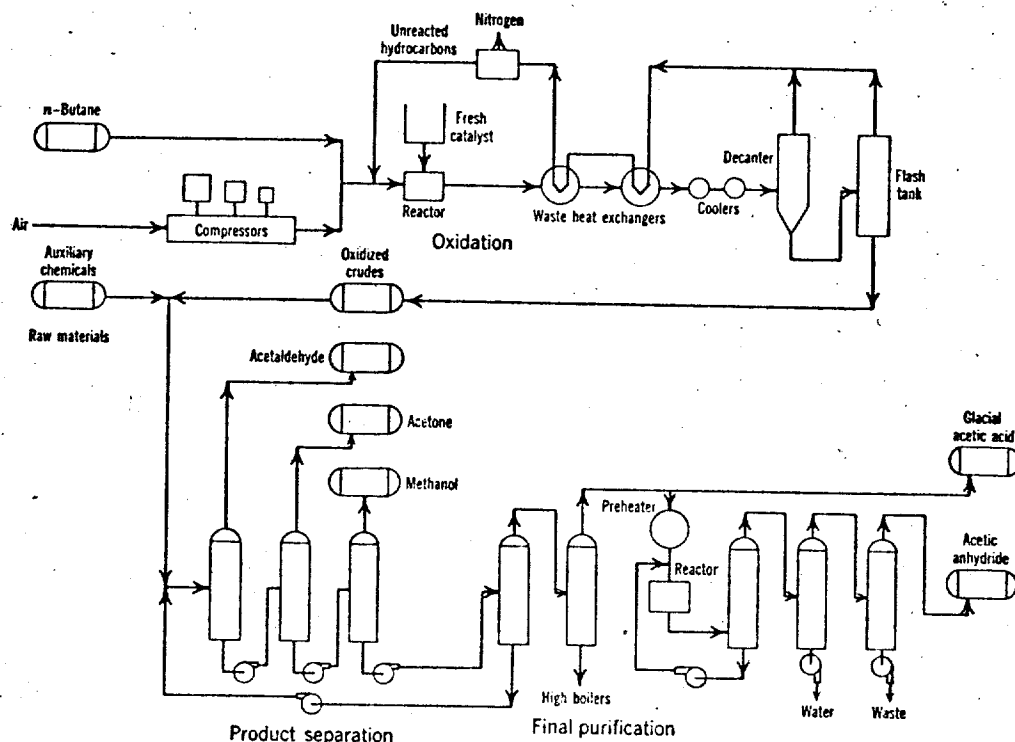 Nitrogen
Unreacted
hydrocarbons
n-Butane
Fresh
catalyst
Decanter
Flash
tank
Air
Compressors
Reactor
Waste heat exchangers
Coolers
Oxidation
Auxiliary
chemicals
Oxidized
crudes
Raw materials
Acetaldehyde
Acetone
Glacial
acetic acid
Methanol
Preheater
Acetic
anhydride
Reactor
High boilers
Water
Waste
Product separation
Final purification